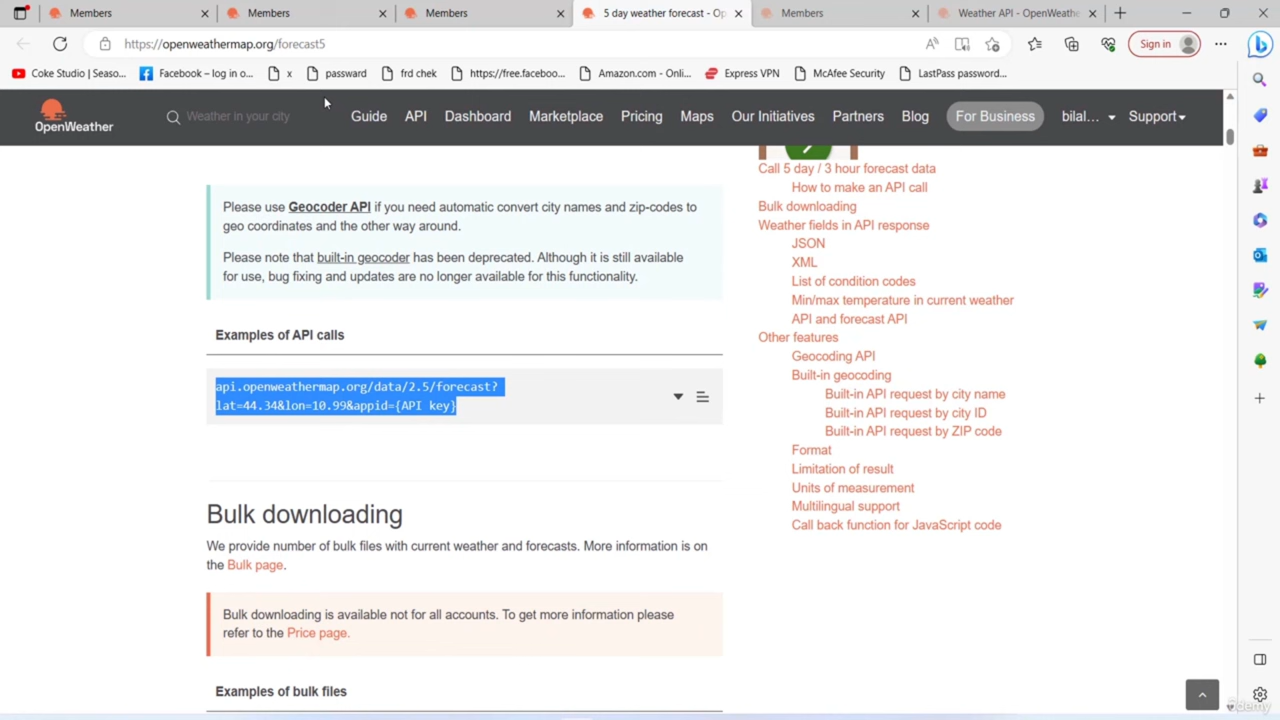 Members
Members
Members
5 day weather forecast - Op
Members
Weather API - OpenWeathe
https://openweathermap.org/forecast5
Sign in
Coke Studio | Seaso...
Facebook – log in o...
x
passward
frd chek
https://free.faceboo...
Amazon.com - Onli...
Express VPN
McAfee Security
LastPass password...
OpenWeather
Weather in your city
Guide
API
Dashboard
Marketplace
Pricing
Maps
Our Initiatives
Partners
Blog
For Business
bilal...
Support
Please use Geocoder API if you need automatic convert city names and zip-codes to
geo coordinates and the other way around.
Please note that built-in geocoder has been deprecated. Although it is still available
for use, bug fixing and updates are no longer available for this functionality.
Examples of API calls
api.openweathermap.org/data/2.5/forecast?
lat=44.34&lon=10.99&appid={API key}
Bulk downloading
We provide number of bulk files with current weather and forecasts. More information is on
the Bulk page.
Bulk downloading is available not for all accounts. To get more information please
refer to the Price page.
Examples of bulk files
Call 5 day / 3 hour forecast data
How to make an API call
Bulk downloading
Weather fields in API response
JSON
XML
List of condition codes
Min/max temperature in current weather
API and forecast API
Other features
Geocoding API
Built-in geocoding
Built-in API request by city name
Built-in API request by city ID
Built-in API request by ZIP code
Format
Limitation of result
Units of measurement
Multilingual support
Call back function for JavaScript code
udemy